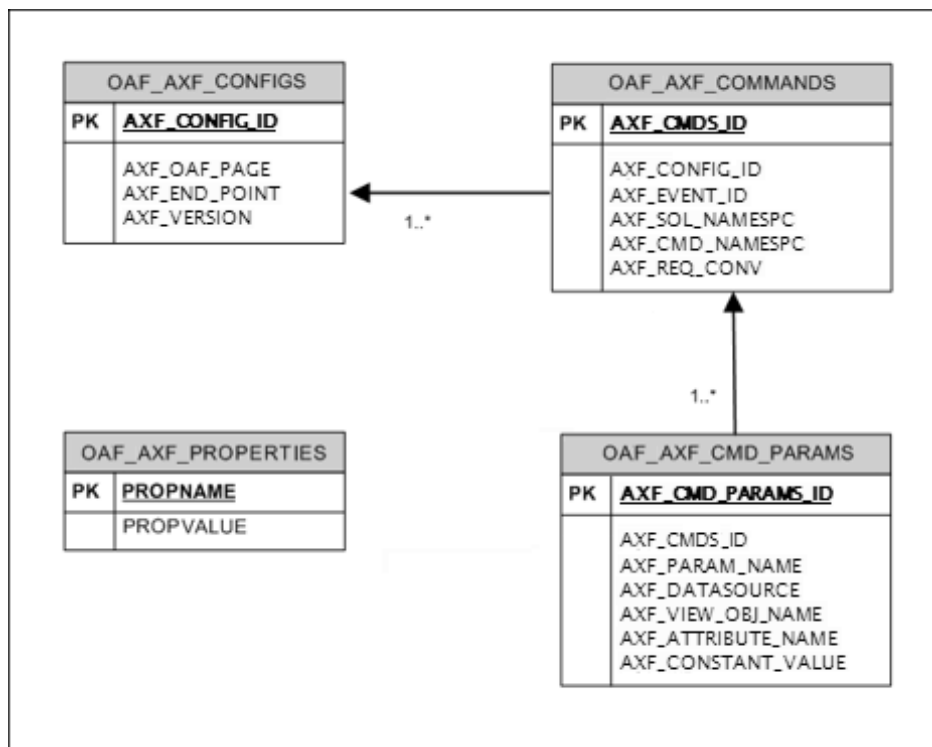 OAF_AXF_CONFIGS
PK AXF_CONFIG_ID
AXF_OAF_PAGE
AXF_END_POINT
AXF_VERSION
OAF_AXF_COMMANDS
PK AXF_CMDS_ID
AXF_CONFIG_ID
AXF_EVENT_ID
AXF_SOL_NAMESPC
AXF_CMD_NAMESPC
AXF_REQ_CONV
1..*
1..*
OAF_AXF_PROPERTIES
PK PROPNAME
PROPVALUE
OAF_AXF_CMD_PARAMS
PK AXF_CMD_PARAMS_ID
AXF_CMDS_ID
AXF_PARAM_NAME
AXF_DATASOURCE
AXF_VIEW_OBJ_NAME
AXF_ATTRIBUTE_NAME
AXF_CONSTANT_VALUE